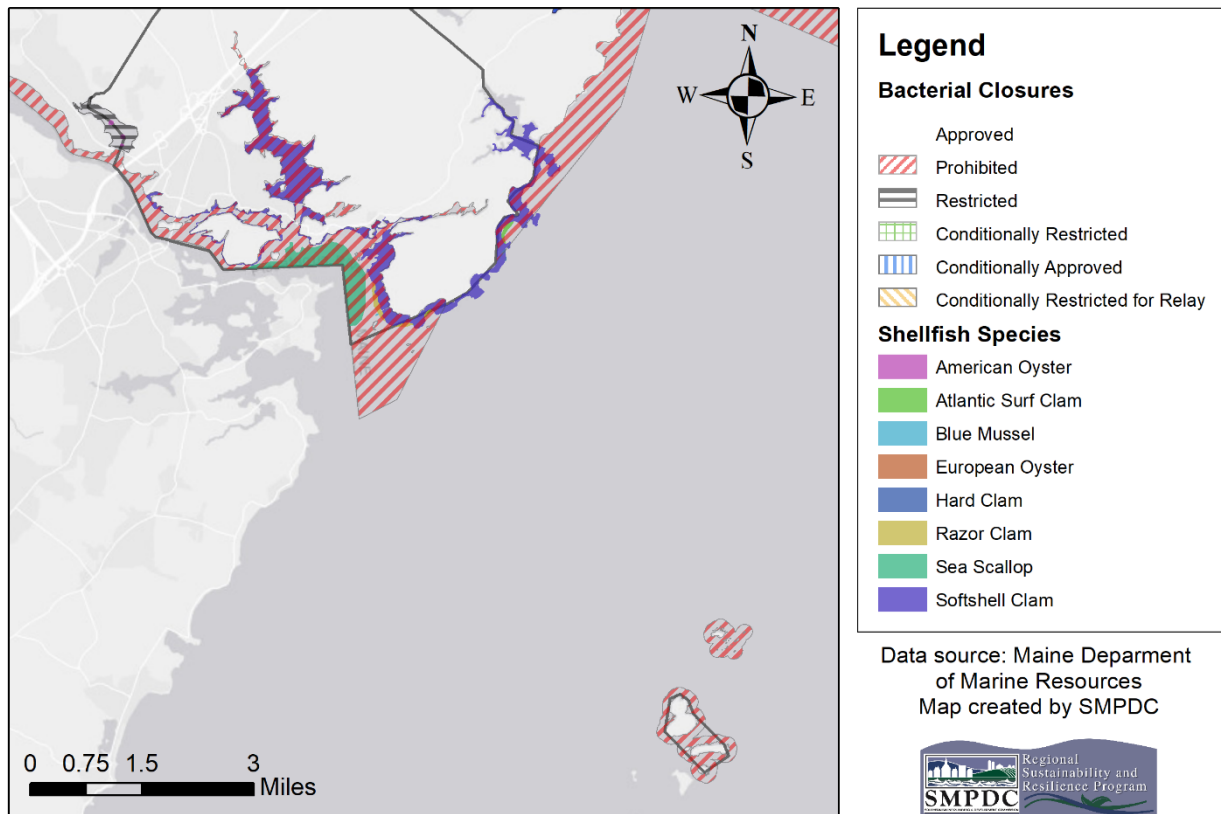 N
W
E
S
0
0.75
1.5
3
Miles
Legend
Bacterial Closures
Approved
Prohibited
Restricted
Conditionally Restricted
Conditionally Approved
Conditionally Restricted for Relay
Shellfish Species
American Oyster
Atlantic Surf Clam
Blue Mussel
European Oyster
Hard Clam
Razor Clam
Sea Scallop
Softshell Clam
Data source: Maine Deparment
of Marine Resources
Map created by SMPDC
SMPDC
Regional
Sustainability and
Resilience Program